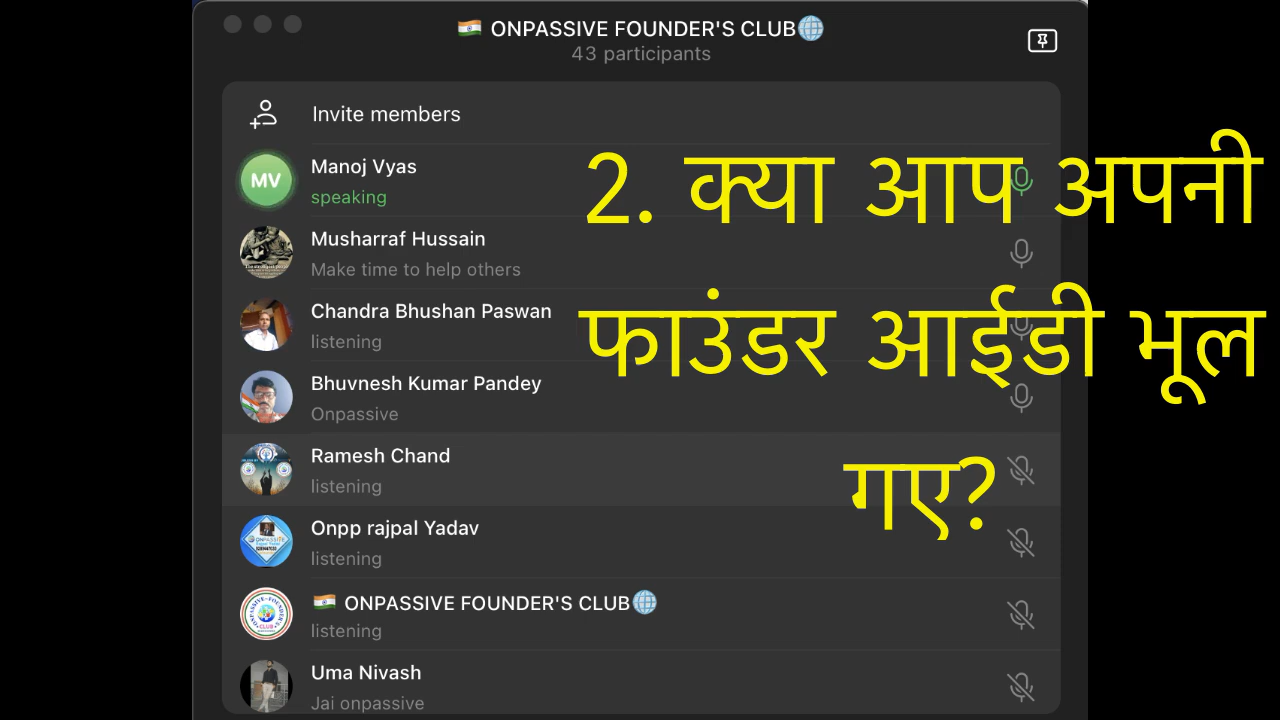 🇮🇳 ONPASSIVE FOUNDER'S CLUB🌐
43 participants
Invite members
MV
Manoj Vyas
speaking
2. क्या आप अपनी
Musharraf Hussain
Make time to help others
Chandra Bhushan Paswan
listening
फाउंडर आईडी भूल
Bhuvnesh Kumar Pandey
Onpassive
Ramesh Chand
listening
गए?
Onpp rajpal Yadav
listening
🇮🇳 ONPASSIVE FOUNDER'S CLUB🌐
listening
Uma Nivash
Jai onpassive